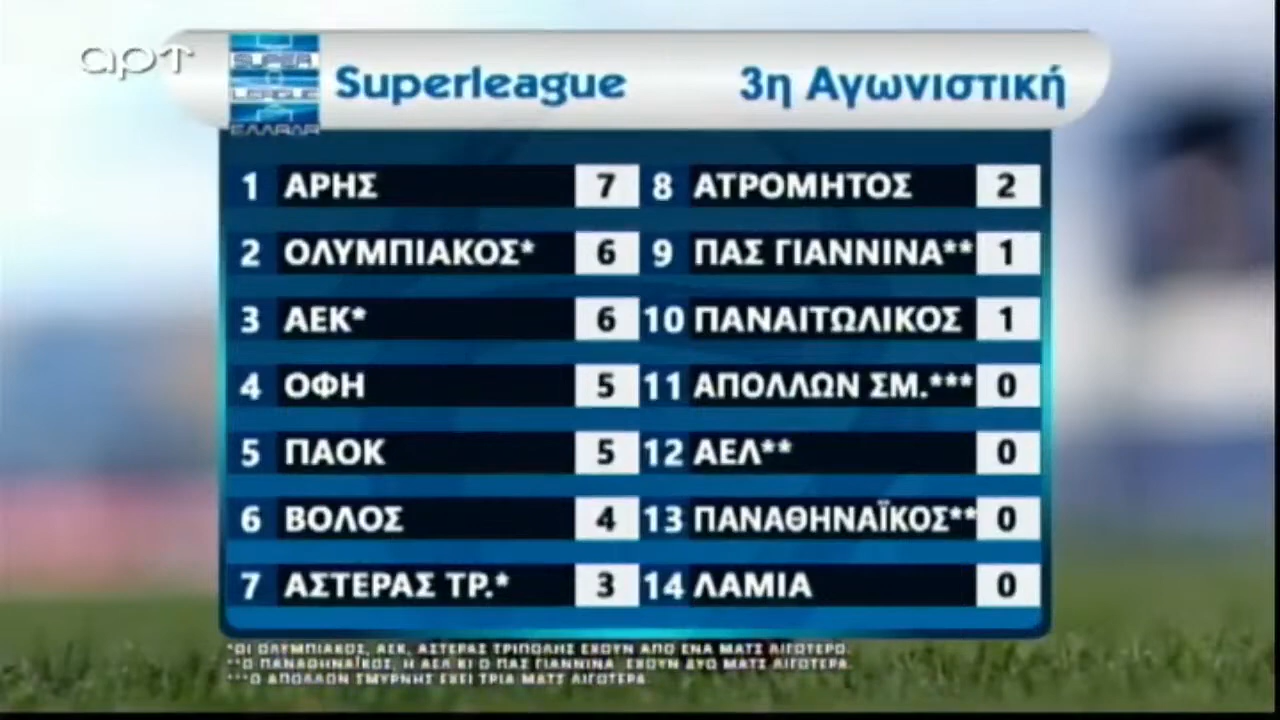 αρτ
SUPER
LEAGUE
ΕΛΛΑΔΑ
Superleague 3η Αγωνιστική
1 ΑΡΗΣ 7
2 ΟΛΥΜΠΙΑΚΟΣ* 6
3 ΑΕΚ* 6
4 ΟΦΗ 5
5 ΠΑΟΚ 5
6 ΒΟΛΟΣ 4
7 ΑΣΤΕΡΑΣ ΤΡ.* 3
8 ΑΤΡΟΜΗΤΟΣ 2
9 ΠΑΣ ΓΙΑΝΝΙΝΑ** 1
10 ΠΑΝΑΙΤΩΛΙΚΟΣ 1
11 ΑΠΟΛΛΩΝ ΣΜ.*** 0
12 ΑΕΛ** 0
13 ΠΑΝΑΘΗΝΑΪΚΟΣ** 0
14 ΛΑΜΙΑ 0
*ΟΙ ΟΛΥΜΠΙΑΚΟΣ, ΑΕΚ, ΑΣΤΕΡΑΣ ΤΡΙΠΟΛΗΣ ΕΧΟΥΝ ΑΠΟ ΕΝΑ ΜΑΤΣ ΛΙΓΟΤΕΡΟ.
**Ο ΠΑΝΑΘΗΝΑΪΚΟΣ, Η ΑΕΛ ΚΙ Ο ΠΑΣ ΓΙΑΝΝΙΝΑ ΕΧΟΥΝ ΔΥΟ ΜΑΤΣ ΛΙΓΟΤΕΡΑ.
***Ο ΑΠΟΛΛΩΝ ΣΜΥΡΝΗΣ ΕΧΕΙ ΤΡΙΑ ΜΑΤΣ ΛΙΓΟΤΕΡΑ